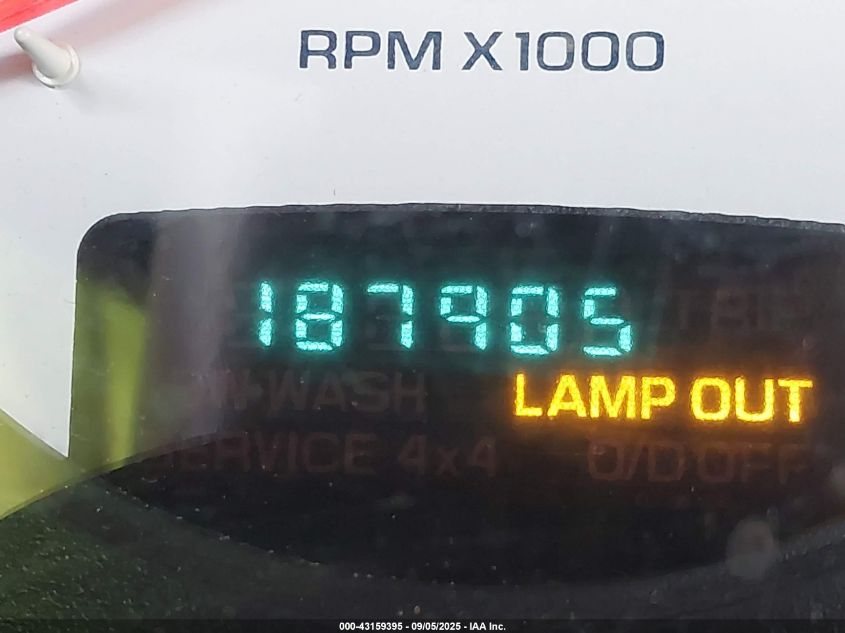 RPM X1000
187905
TRIP
WASH
LAMP OUT
SERVICE 4x4
O/D OFF
000-43159395 - 09/05/2025 - IAA Inc.